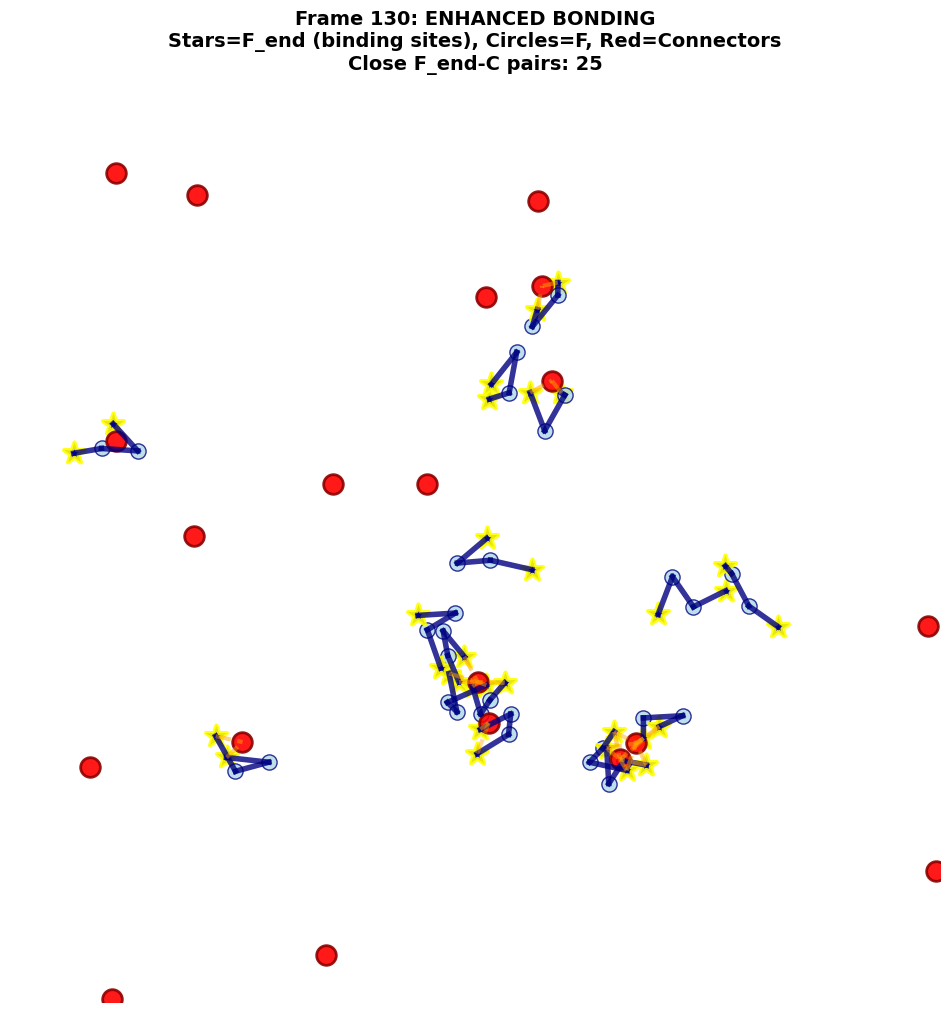 Frame 130: ENHANCED BONDING
Stars=F_end (binding sites), Circles=F, Red=Connectors
Close F_end-C pairs: 25